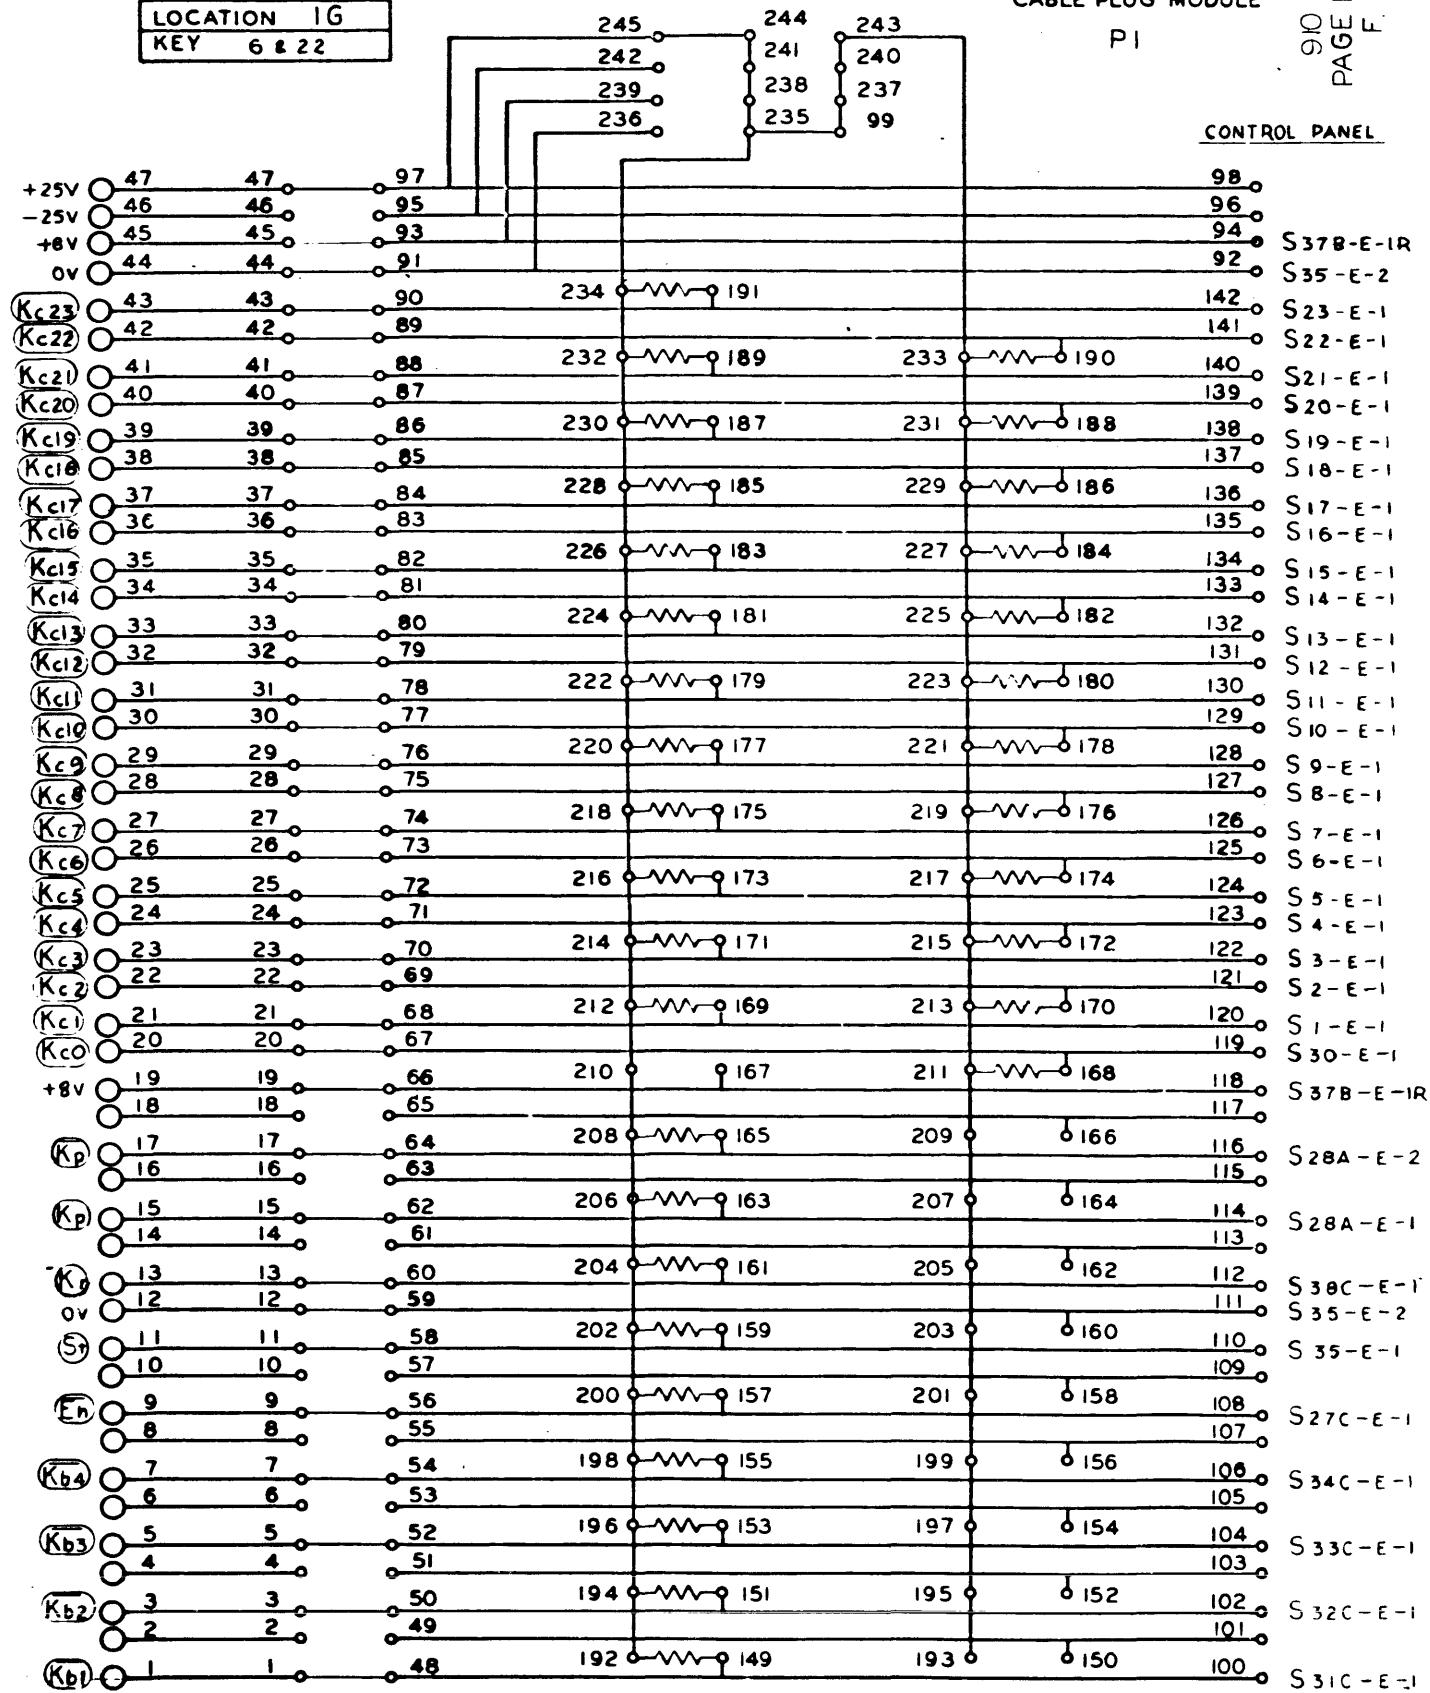 LOCATION 1G
KEY 6 & 22
CABLE PLUG MODULE
P1
910
PAGE
F.
CONTROL PANEL
245 244 243
242 241 240
239 238 237
236 235 99
+25V 47 47 97 98
-25V 46 46 95 96
+8V 45 45 93 94 S37B-E-1R
0V 44 44 91 92 S35-E-2
234 191
Kc23 43 43 90 142 S23-E-1
Kc22 42 42 89 141 S22-E-1
232 189 233 190
Kc21 41 41 88 140 S21-E-1
Kc20 40 40 87 139 S20-E-1
230 187 231 188
Kc19 39 39 86 138 S19-E-1
Kc18 38 38 85 137 S18-E-1
228 185 229 186
Kc17 37 37 84 136 S17-E-1
Kc16 36 36 83 135 S16-E-1
226 183 227 184
Kc15 35 35 82 134 S15-E-1
Kc14 34 34 81 133 S14-E-1
224 181 225 182
Kc13 33 33 80 132 S13-E-1
Kc12 32 32 79 131 S12-E-1
222 179 223 180
Kc11 31 31 78 130 S11-E-1
Kc10 30 30 77 129 S10-E-1
220 177 221 178
Kc9 29 29 76 128 S9-E-1
Kc8 28 28 75 127 S8-E-1
218 175 219 176
Kc7 27 27 74 126 S7-E-1
Kc6 26 26 73 125 S6-E-1
216 173 217 174
Kc5 25 25 72 124 S5-E-1
Kc4 24 24 71 123 S4-E-1
214 171 215 172
Kc3 23 23 70 122 S3-E-1
Kc2 22 22 69 121 S2-E-1
212 169 213 170
Kc1 21 21 68 120 S1-E-1
Kc0 20 20 67 119 S30-E-1
210 167 211 168
+8V 19 19 66 118 S37B-E-1R
18 18 65 117
208 165 209 166
Kp 17 17 64 116 S28A-E-2
16 16 63 115
206 163 207 164
Kp 15 15 62 114 S28A-E-1
14 14 61 113
204 161 205 162
13 13 60 112 S38C-E-1
0V 12 12 59 111 S35-E-2
202 159 203 160
11 11 58 110 S35-E-1
10 10 57 109
200 157 201 158
En 9 9 56 108 S27C-E-1
8 8 55 107
198 155 199 156
Kb4 7 7 54 106 S34C-E-1
6 6 53 105
196 153 197 154
Kb3 5 5 52 104 S33C-E-1
4 4 51 103
194 151 195 152
Kb2 3 3 50 102 S32C-E-1
2 2 49 101
192 149 193 150
Kb1 1 1 48 100 S31C-E-1